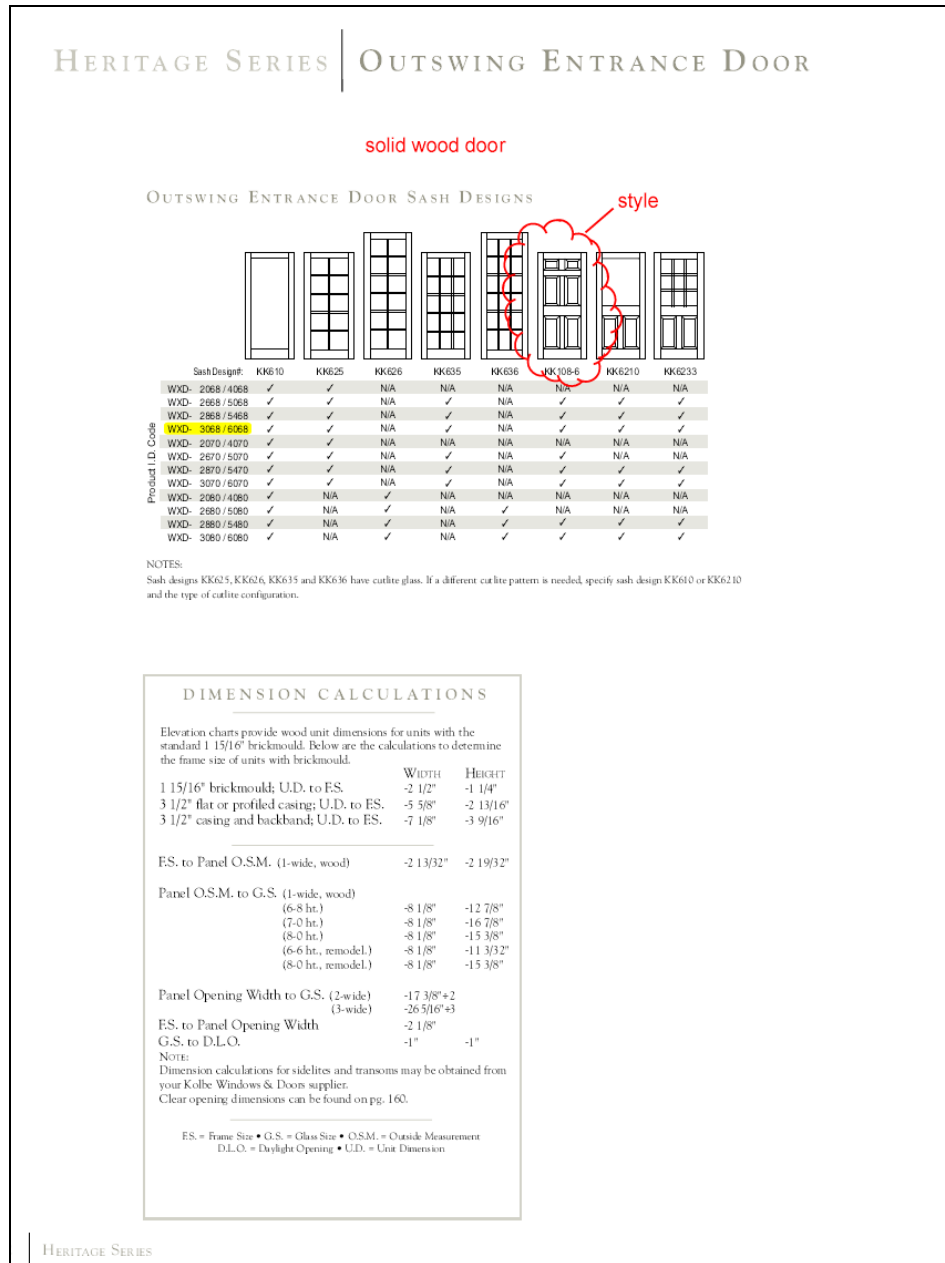 HERITAGE SERIES | OUTSWING ENTRANCE DOOR
solid wood door
OUTSWING ENTRANCE DOOR SASH DESIGNS
style
Sash Design#: KK610 KK625 KK626 KK635 KK636 KK108-6 KK6210 KK6233
Product I.D. Code
WXD- 2068 / 4068 ✓ ✓ N/A N/A N/A N/A N/A N/A
WXD- 2668 / 5068 ✓ ✓ N/A ✓ N/A ✓ ✓ ✓
WXD- 2868 / 5468 ✓ ✓ N/A ✓ N/A ✓ ✓ ✓
WXD- 3068 / 6068 ✓ ✓ N/A ✓ N/A ✓ ✓ ✓
WXD- 2070 / 4070 ✓ ✓ N/A N/A N/A N/A N/A N/A
WXD- 2670 / 5070 ✓ ✓ N/A ✓ N/A ✓ N/A N/A
WXD- 2870 / 5470 ✓ ✓ N/A ✓ N/A ✓ ✓ ✓
WXD- 3070 / 6070 ✓ ✓ N/A ✓ N/A ✓ ✓ ✓
WXD- 2080 / 4080 ✓ N/A ✓ N/A N/A N/A N/A N/A
WXD- 2680 / 5080 ✓ N/A ✓ N/A ✓ N/A N/A N/A
WXD- 2880 / 5480 ✓ N/A ✓ N/A ✓ ✓ ✓ ✓
WXD- 3080 / 6080 ✓ N/A ✓ N/A ✓ ✓ ✓ ✓
NOTES:
Sash designs KK625, KK626, KK635 and KK636 have cutlite glass. If a different cutlite pattern is needed, specify sash design KK610 or KK6210
and the type of cutlite configuration.
DIMENSION CALCULATIONS
Elevation charts provide wood unit dimensions for units with the
standard 1 15/16" brickmould. Below are the calculations to determine
the frame size of units with brickmould.
WIDTH HEIGHT
1 15/16" brickmould; U.D. to F.S. -2 1/2" -1 1/4"
3 1/2" flat or profiled casing; U.D. to F.S. -5 5/8" -2 13/16"
3 1/2" casing and backband; U.D. to F.S. -7 1/8" -3 9/16"
F.S. to Panel O.S.M. (1-wide, wood) -2 13/32" -2 19/32"
Panel O.S.M. to G.S. (1-wide, wood)
(6-8 ht.) -8 1/8" -12 7/8"
(7-0 ht.) -8 1/8" -16 7/8"
(8-0 ht.) -8 1/8" -15 3/8"
(6-6 ht., remodel.) -8 1/8" -11 3/32"
(8-0 ht., remodel.) -8 1/8" -15 3/8"
Panel Opening Width to G.S. (2-wide) -17 3/8"÷2
(3-wide) -26 5/16"÷3
F.S. to Panel Opening Width -2 1/8"
G.S. to D.L.O. -1" -1"
NOTE:
Dimension calculations for sidelites and transoms may be obtained from
your Kolbe Windows & Doors supplier.
Clear opening dimensions can be found on pg. 160.
F.S. = Frame Size • G.S. = Glass Size • O.S.M. = Outside Measurement
D.L.O. = Daylight Opening • U.D. = Unit Dimension
HERITAGE SERIES